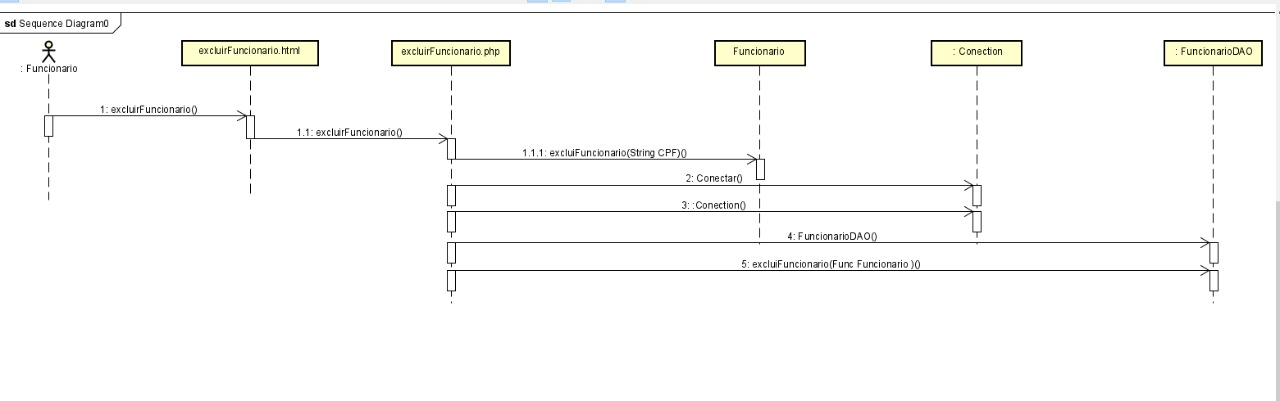 sd Sequence Diagram0
: Funcionario
excluirFuncionario.html
excluirFuncionario.php
Funcionario
: Conection
: FuncionarioDAO
1: excluirFuncionario()
1.1: excluirFuncionario()
1.1.1: excluiFuncionario(String CPF)()
2: Conectar()
3: :Conection()
4: FuncionarioDAO()
5: excluiFuncionario(Func Funcionario )()